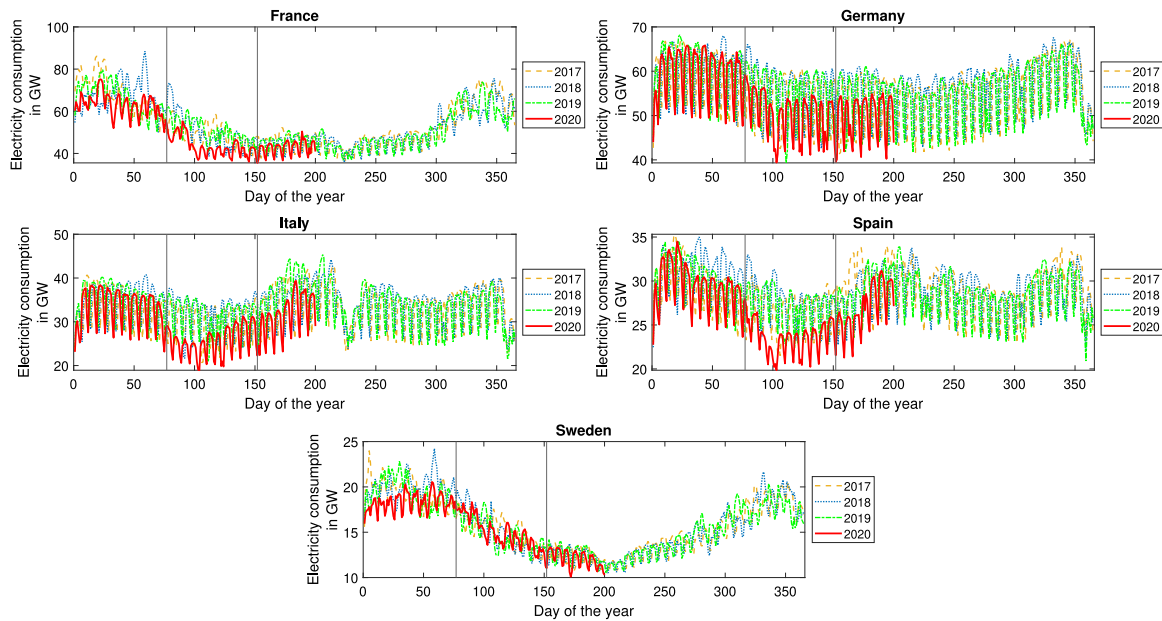 France
Electricity consumption
in GW
100
80
60
40
0 50 100 150 200 250 300 350
Day of the year
2017
2018
2019
2020
Germany
Electricity consumption
in GW
70
60
50
40
0 50 100 150 200 250 300 350
Day of the year
2017
2018
2019
2020
Italy
Electricity consumption
in GW
50
40
30
20
0 50 100 150 200 250 300 350
Day of the year
2017
2018
2019
2020
Spain
Electricity consumption
in GW
35
30
25
20
0 50 100 150 200 250 300 350
Day of the year
2017
2018
2019
2020
Sweden
Electricity consumption
in GW
25
20
15
10
0 50 100 150 200 250 300 350
Day of the year
2017
2018
2019
2020